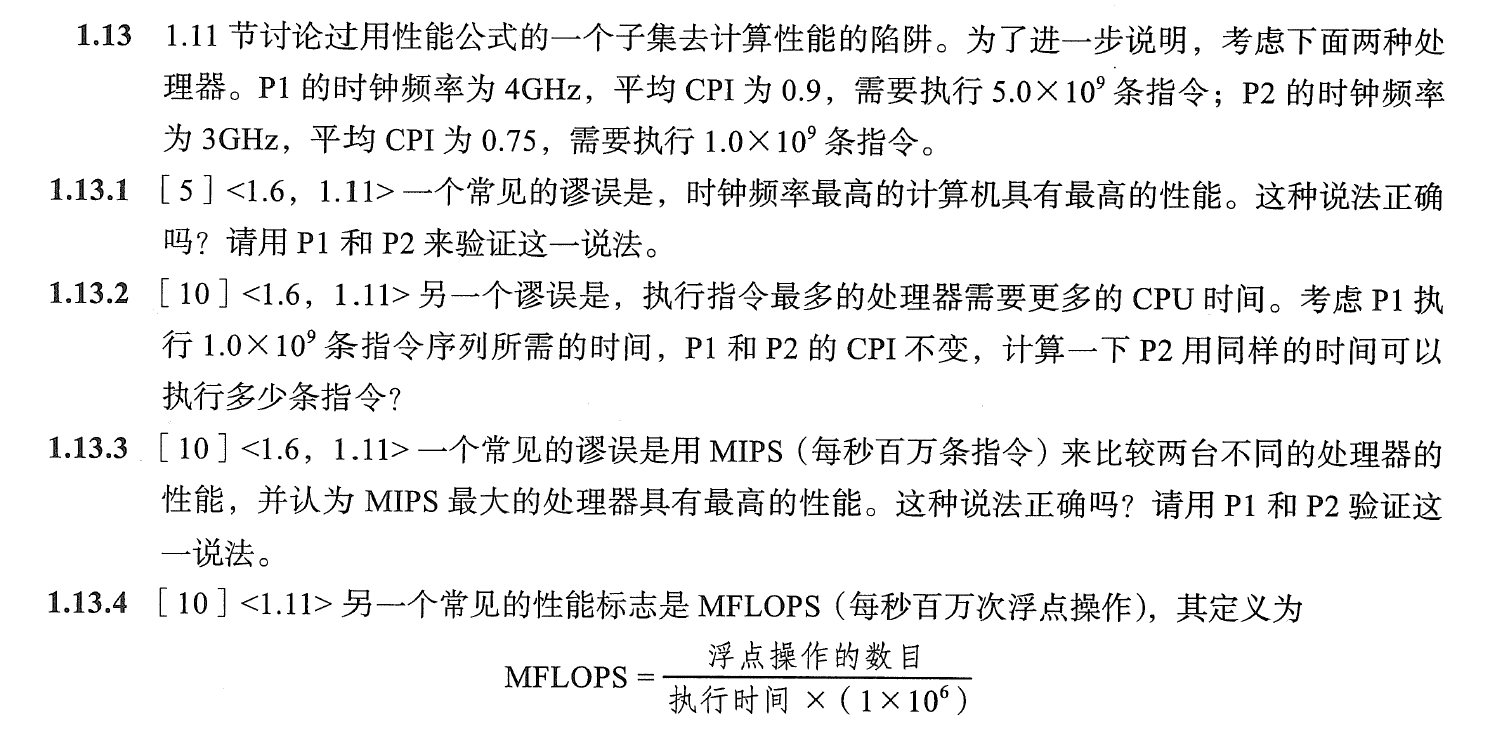 1.13 1.11 节讨论过用性能公式的一个子集去计算性能的陷阱。为了进一步说明，考虑下面两种处
理器。P1 的时钟频率为 4GHz，平均 CPI 为 0.9，需要执行 5.0×10⁹ 条指令；P2 的时钟频率
为 3GHz，平均 CPI 为 0.75，需要执行 1.0×10⁹ 条指令。
1.13.1 ［5］<1.6，1.11> 一个常见的谬误是，时钟频率最高的计算机具有最高的性能。这种说法正确
吗？请用 P1 和 P2 来验证这一说法。
1.13.2 ［10］<1.6，1.11> 另一个谬误是，执行指令最多的处理器需要更多的 CPU 时间。考虑 P1 执
行 1.0×10⁹ 条指令序列所需的时间，P1 和 P2 的 CPI 不变，计算一下 P2 用同样的时间可以
执行多少条指令？
1.13.3 ［10］<1.6，1.11> 一个常见的谬误是用 MIPS（每秒百万条指令）来比较两台不同的处理器的
性能，并认为 MIPS 最大的处理器具有最高的性能。这种说法正确吗？请用 P1 和 P2 验证这
一说法。
1.13.4 ［10］<1.11> 另一个常见的性能标志是 MFLOPS（每秒百万次浮点操作），其定义为
浮点操作的数目
MFLOPS =
执行时间 ×（1×10⁶）